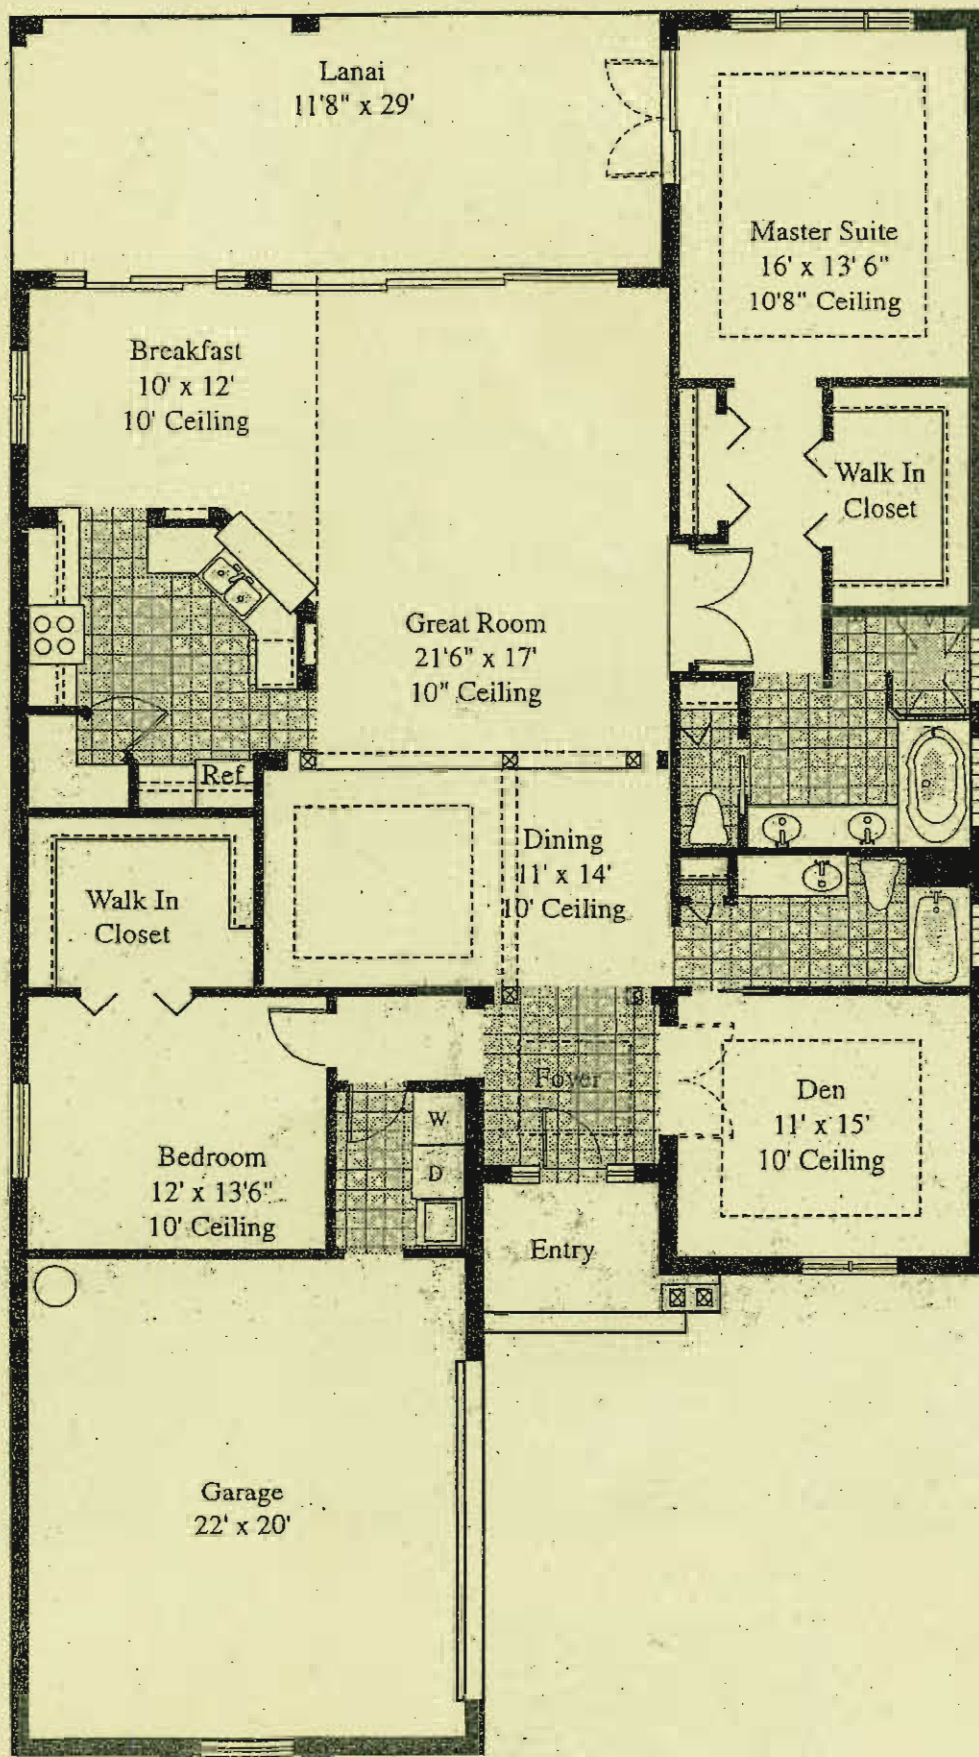 Lanai
11'8" x 29'
Master Suite
16' x 13' 6"
10'8" Ceiling
Breakfast
10' x 12'
10' Ceiling
Walk In
Closet
Great Room
21'6" x 17'
10" Ceiling
Ref
Dining
11' x 14'
10' Ceiling
Walk In
Closet
Foyer
Den
11' x 15'
10' Ceiling
W
D
Bedroom
12' x 13'6"
10' Ceiling
Entry
Garage
22' x 20'